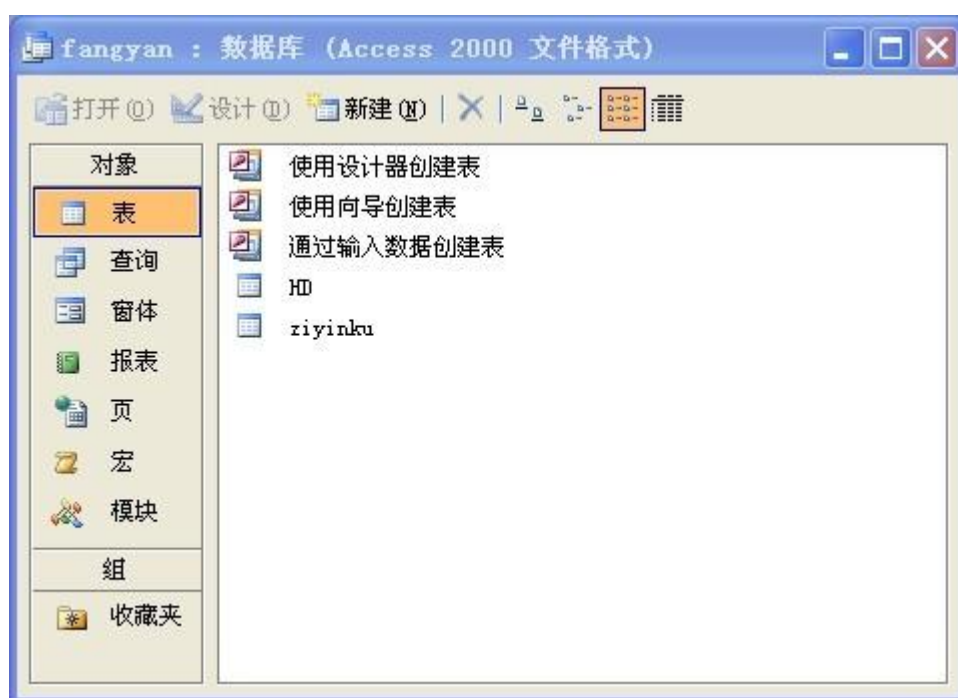 fangyan : 数据库 (Access 2000 文件格式)
打开(O) 设计(D) 新建(N)
对象
表
查询
窗体
报表
页
宏
模块
组
收藏夹
使用设计器创建表
使用向导创建表
通过输入数据创建表
HD
ziyinku